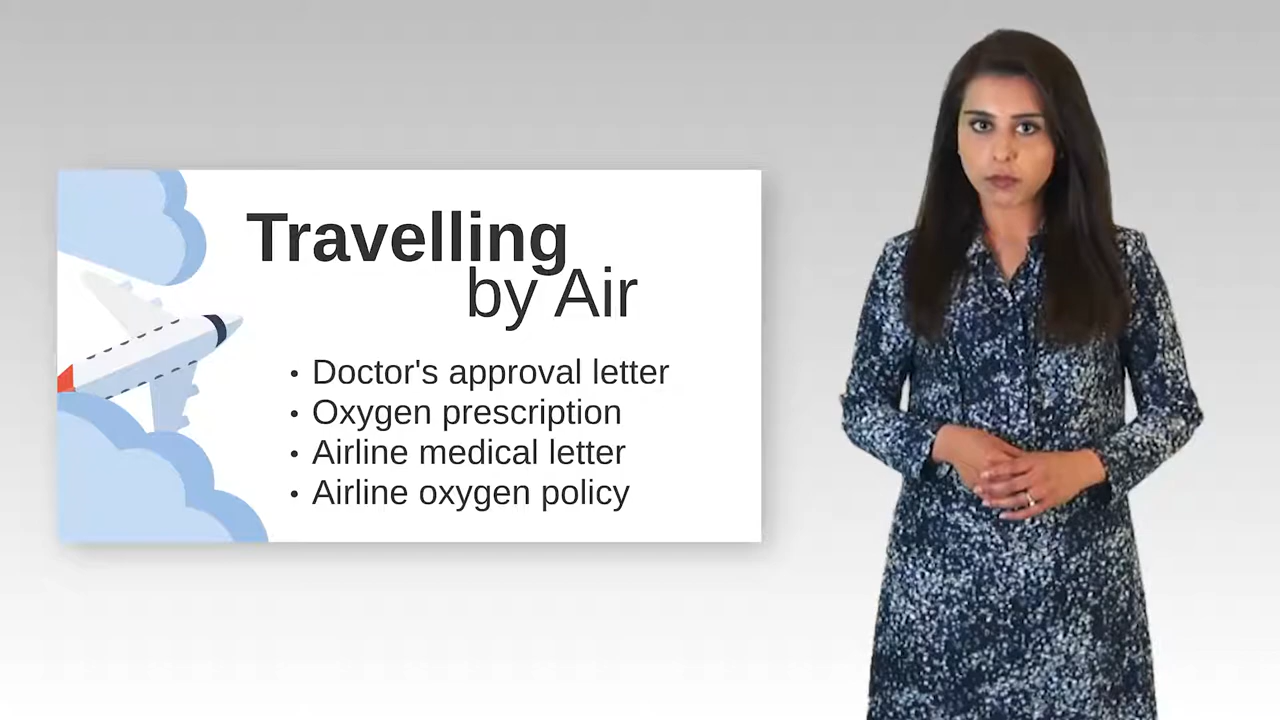 Travelling
by Air
• Doctor's approval letter
• Oxygen prescription
• Airline medical letter
• Airline oxygen policy